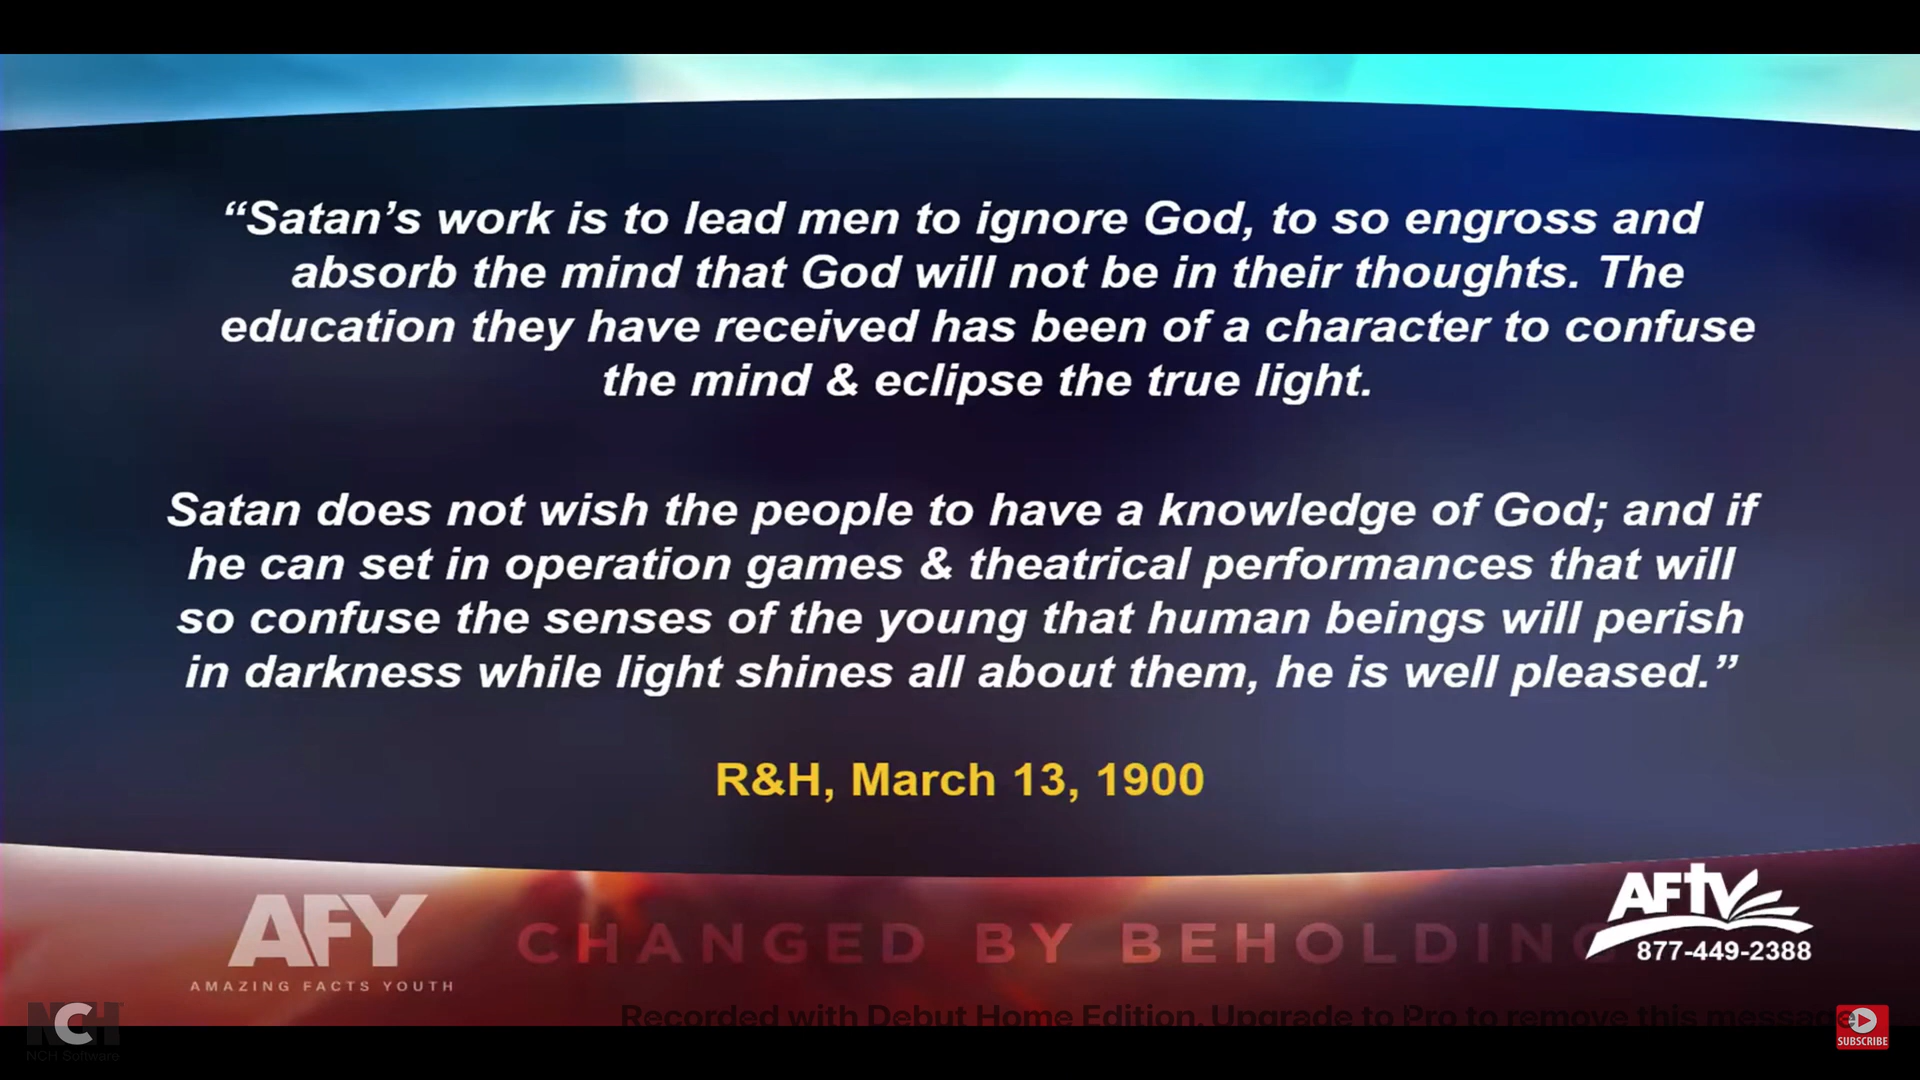 “Satan’s work is to lead men to ignore God, to so engross and
absorb the mind that God will not be in their thoughts. The
education they have received has been of a character to confuse
the mind & eclipse the true light.
Satan does not wish the people to have a knowledge of God; and if
he can set in operation games & theatrical performances that will
so confuse the senses of the young that human beings will perish
in darkness while light shines all about them, he is well pleased.”
R&H, March 13, 1900
AFY
AMAZING FACTS YOUTH
CHANGED BY BEHOLDING
AFTV
877-449-2388
NCH
NCH Software
Recorded with Debut Home Edition. Upgrade to Pro to remove this message
SUBSCRIBE